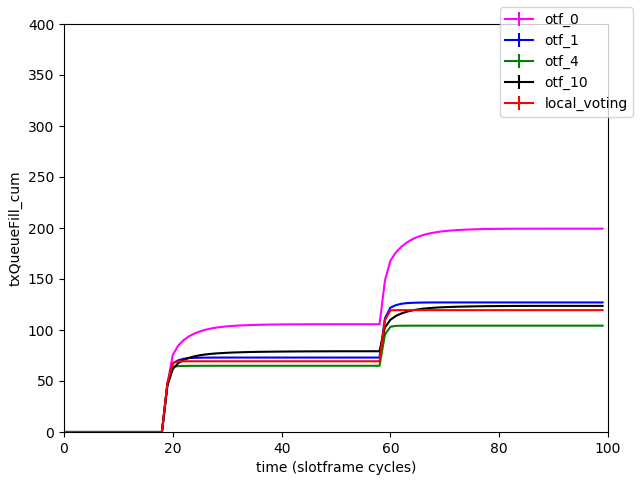 otf_0
otf_1
otf_4
otf_10
local_voting
400
350
300
250
200
150
100
50
0
txQueueFill_cum
0 20 40 60 80 100
time (slotframe cycles)